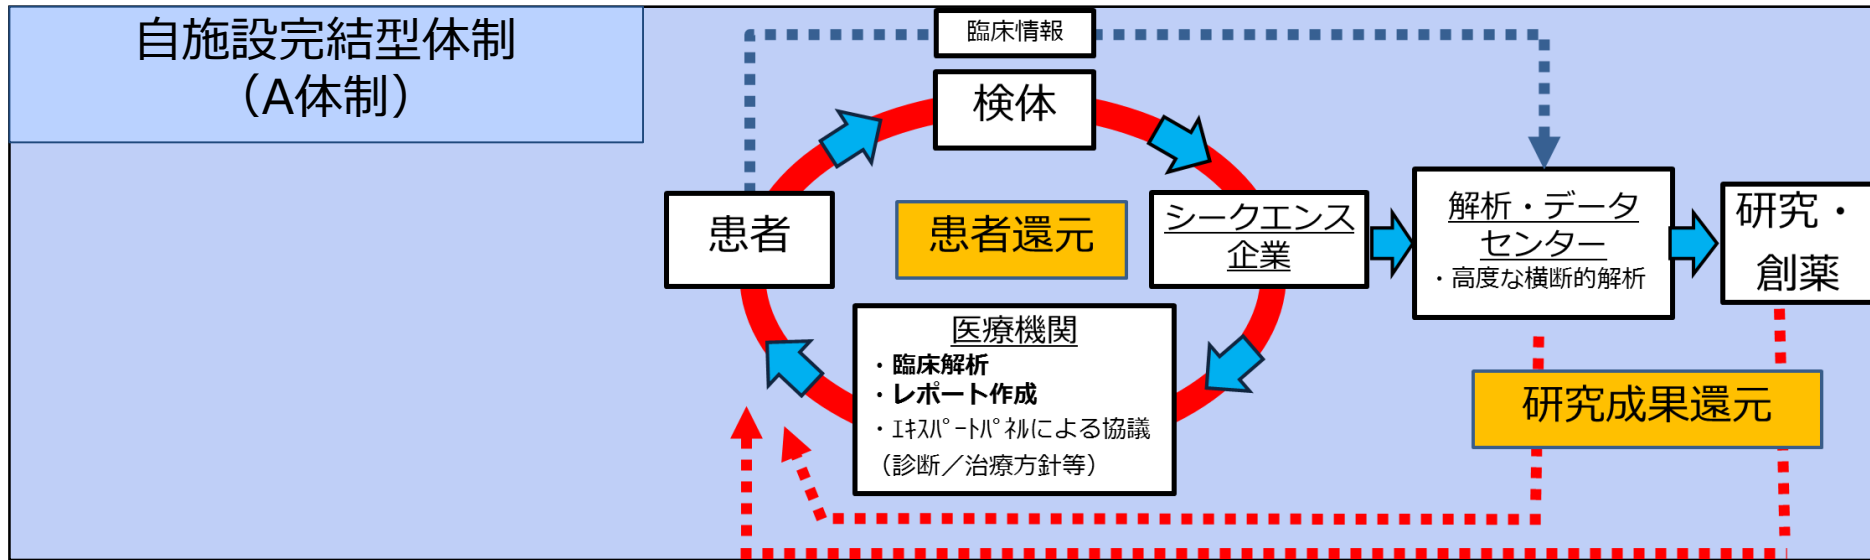 自施設完結型体制
（A体制）
臨床情報
検体
患者
患者還元
シークエンス
企業
解析・データ
センター
・高度な横断的解析
研究・
創薬
医療機関
・臨床解析
・レポート作成
・ｴｷｽﾊﾟｰﾄﾊﾟﾈﾙによる協議
（診断／治療方針等）
研究成果還元